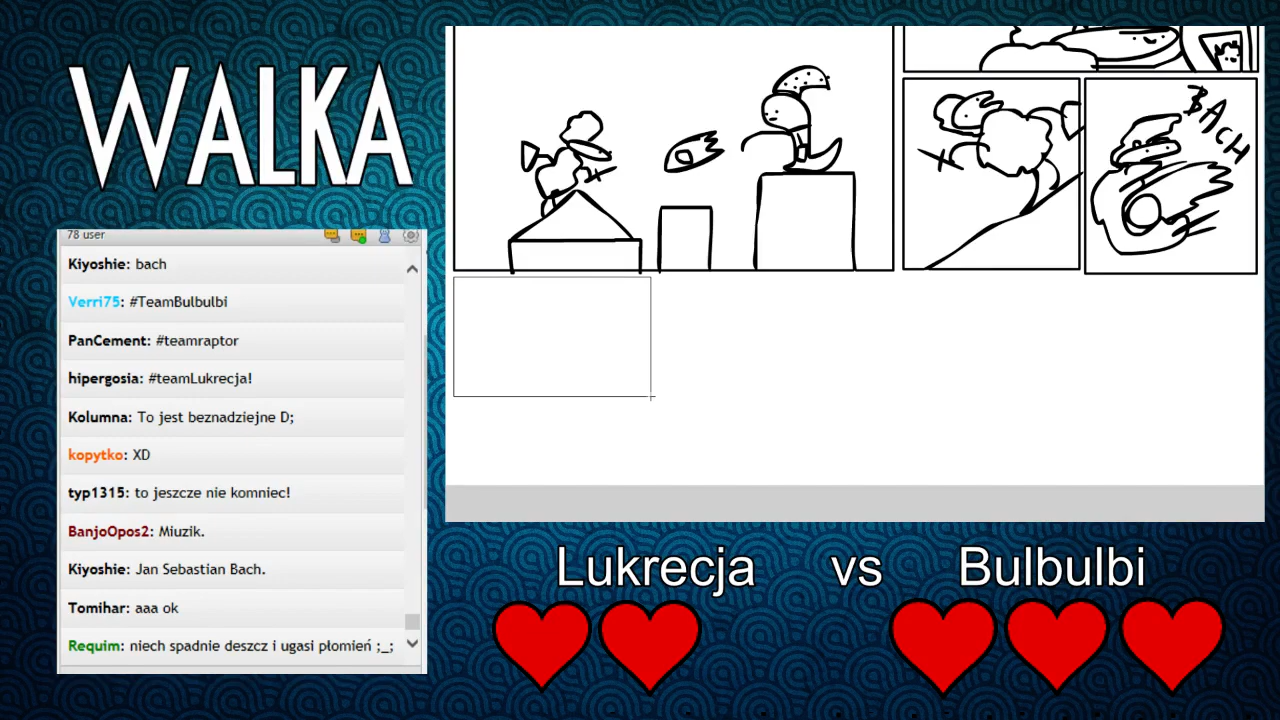 WALKA
BACH
78 user
Kiyoshie: bach
Verri75: #TeamBulbulbi
PanCement: #teamraptor
hipergosia: #teamLukrecja!
Kolumna: To jest beznadziejne D;
kopytko: XD
typ1315: to jeszcze nie komniec!
BanjoOpos2: Miuzik.
Kiyoshie: Jan Sebastian Bach.
Tomihar: aaa ok
Requim: niech spadnie deszcz i ugasi płomień ;_;
Lukrecja vs Bulbulbi